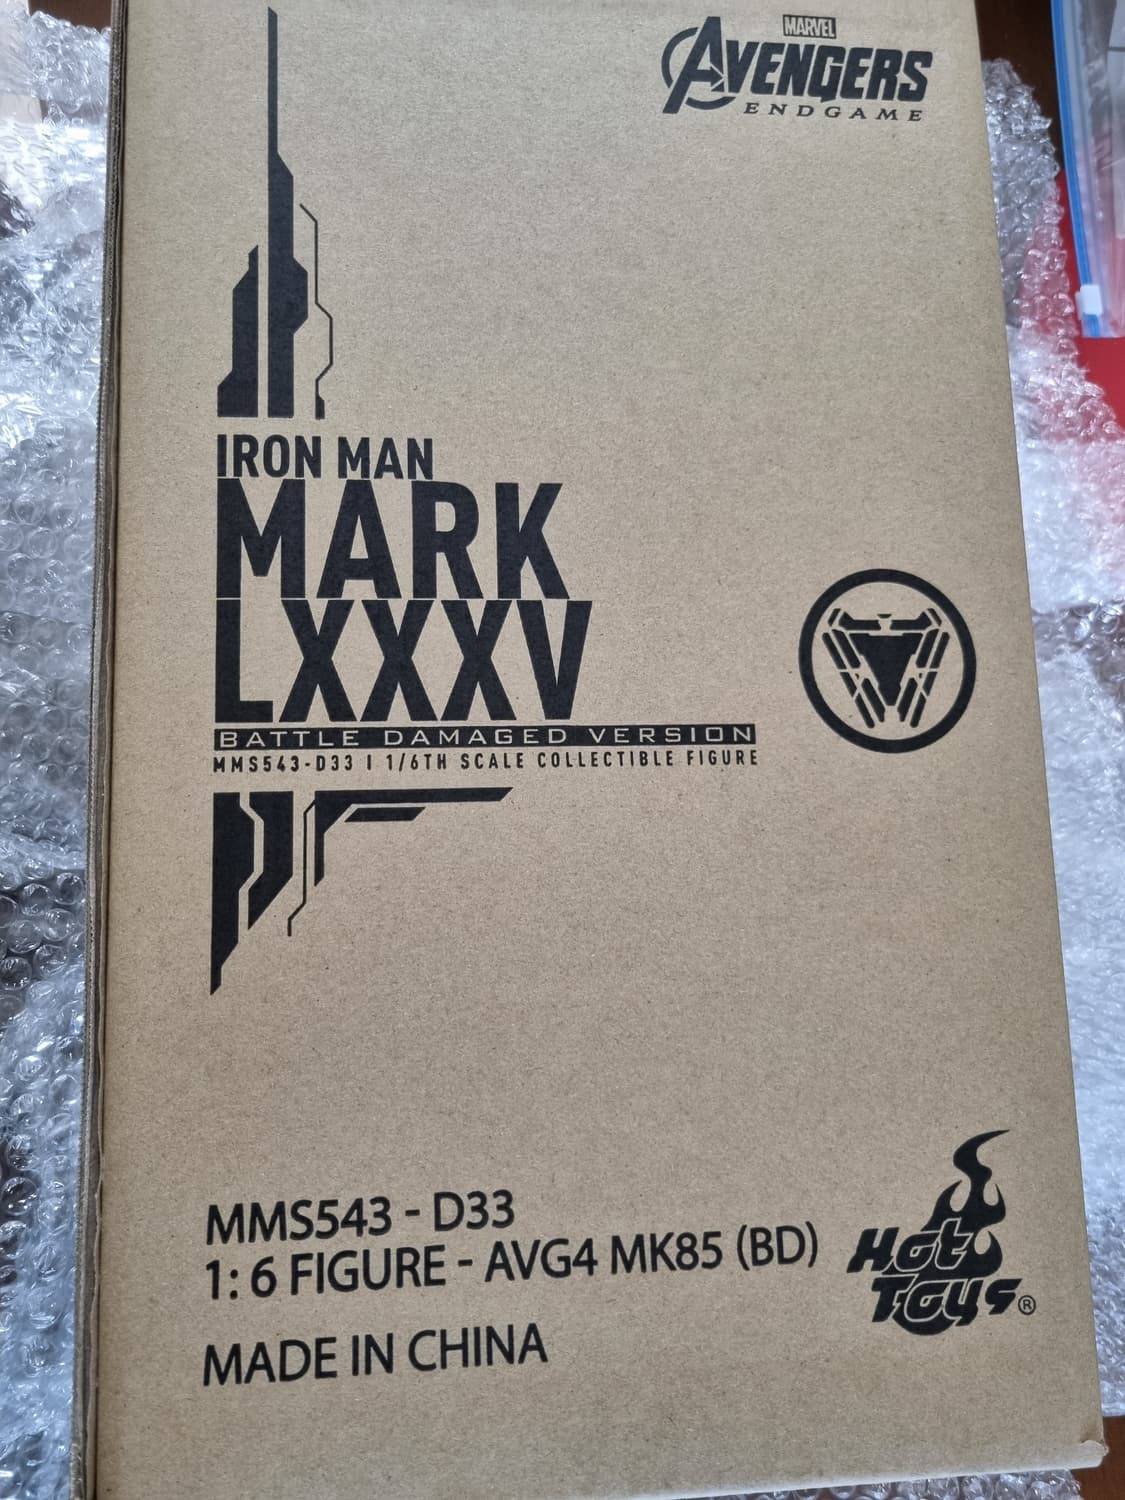 MARVEL
AVENGERS
ENDGAME
IRON MAN
MARK
LXXXV
BATTLE DAMAGED VERSION
MMS543-D33 | 1/6TH SCALE COLLECTIBLE FIGURE
MMS543 - D33
1: 6 FIGURE - AVG4 MK85 (BD)
MADE IN CHINA
Hot
Toys®